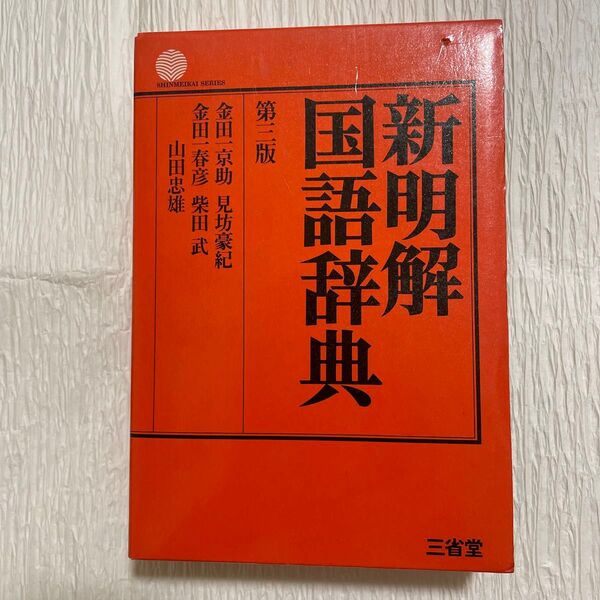 SHINMEIKAI SERIES
新明解
国語辞典
第三版
金田一京助 見坊豪紀
金田一春彦 柴田 武
山田忠雄
三省堂